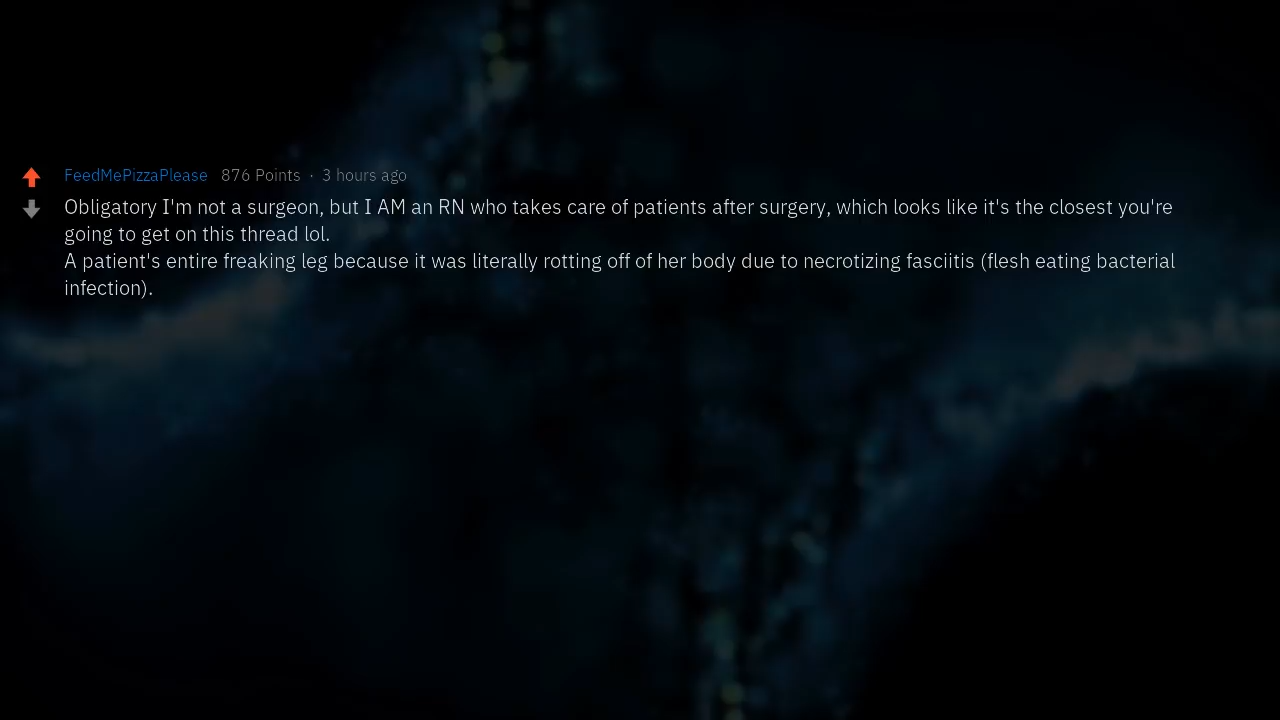 FeedMePizzaPlease 876 Points · 3 hours ago
Obligatory I'm not a surgeon, but I AM an RN who takes care of patients after surgery, which looks like it's the closest you're
going to get on this thread lol.
A patient's entire freaking leg because it was literally rotting off of her body due to necrotizing fasciitis (flesh eating bacterial
infection).